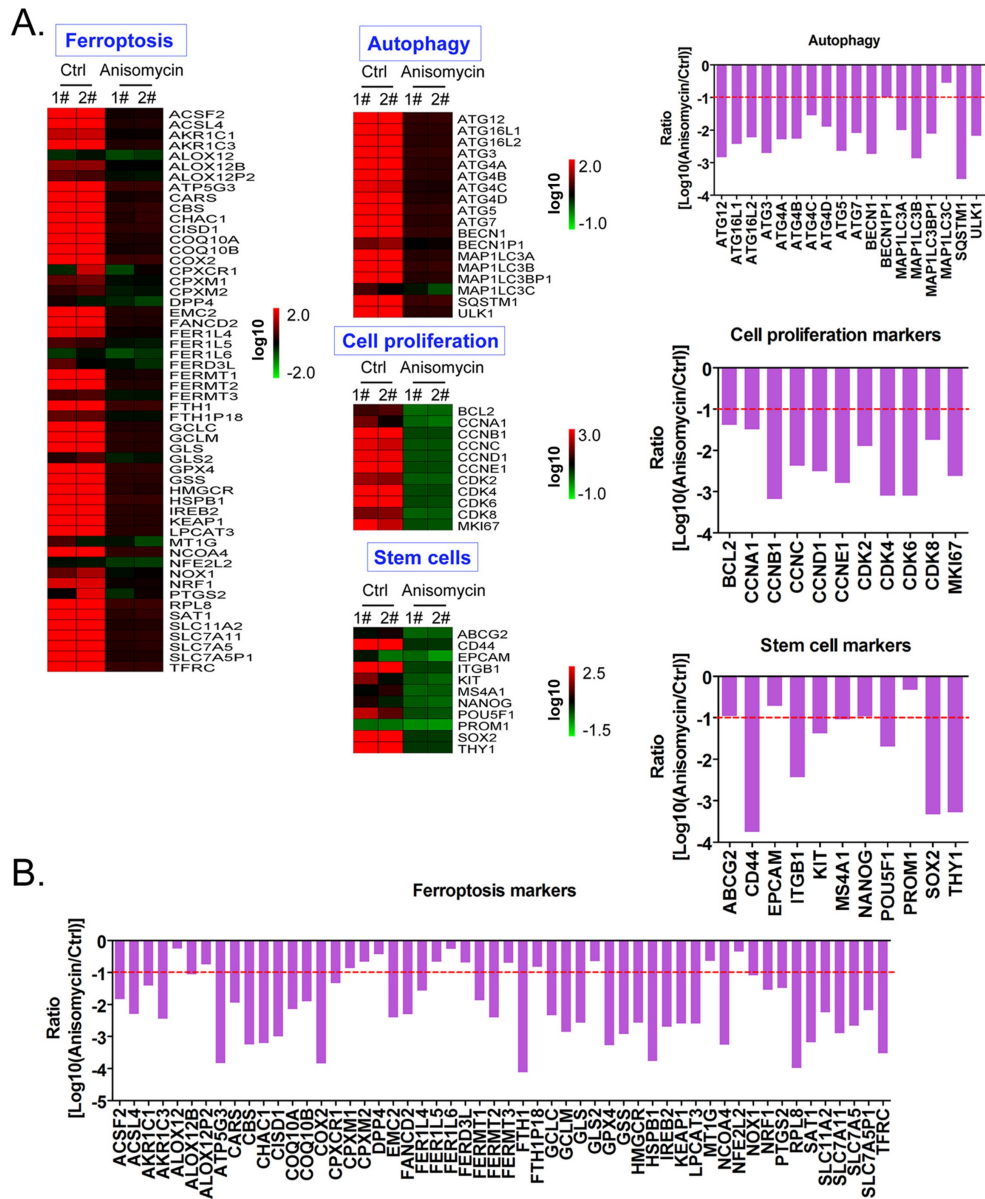 A.
Ferroptosis
Ctrl Anisomycin
1# 2# 1# 2#
ACSF2
ACSL4
AKR1C1
AKR1C3
ALOX12
ALOX12B
ALOX12P2
ATP5G3
CARS
CBS
CHAC1
CISD1
COQ10A
COQ10B
COX2
CPXCR1
CPXM1
CPXM2
DPP4
EMC2
FANCD2
FER1L4
FER1L5
FER1L6
FERD3L
FERMT1
FERMT2
FERMT3
FTH1
FTH1P18
GCLC
GCLM
GLS
GLS2
GPX4
GSS
HMGCR
HSPB1
IREB2
KEAP1
LPCAT3
MT1G
NCOA4
NFE2L2
NOX1
NRF1
PTGS2
RPL8
SAT1
SLC11A2
SLC7A11
SLC7A5
SLC7A5P1
TFRC
log10
2.0
-2.0
Autophagy
Ctrl Anisomycin
1# 2# 1# 2#
ATG12
ATG16L1
ATG16L2
ATG3
ATG4A
ATG4B
ATG4C
ATG4D
ATG5
ATG7
BECN1
BECN1P1
MAP1LC3A
MAP1LC3B
MAP1LC3BP1
MAP1LC3C
SQSTM1
ULK1
log10
2.0
-1.0
Cell proliferation
Ctrl Anisomycin
1# 2# 1# 2#
BCL2
CCNA1
CCNB1
CCNC
CCND1
CCNE1
CDK2
CDK4
CDK6
CDK8
MKI67
log10
3.0
-1.0
Stem cells
Ctrl Anisomycin
1# 2# 1# 2#
ABCG2
CD44
EPCAM
ITGB1
KIT
MS4A1
NANOG
POU5F1
PROM1
SOX2
THY1
log10
2.5
-1.5
Autophagy
Ratio
[Log10(Anisomycin/Ctrl)]
0
-1
-2
-3
-4
ATG12
ATG16L1
ATG16L2
ATG3
ATG4A
ATG4B
ATG4C
ATG4D
ATG5
ATG7
BECN1
BECN1P1
MAP1LC3A
MAP1LC3B
MAP1LC3BP1
MAP1LC3C
SQSTM1
ULK1
Cell proliferation markers
Ratio
[Log10(Anisomycin/Ctrl)]
0
-1
-2
-3
-4
BCL2
CCNA1
CCNB1
CCNC
CCND1
CCNE1
CDK2
CDK4
CDK6
CDK8
MKI67
Stem cell markers
Ratio
[Log10(Anisomycin/Ctrl)]
0
-1
-2
-3
-4
ABCG2
CD44
EPCAM
ITGB1
KIT
MS4A1
NANOG
POU5F1
PROM1
SOX2
THY1
B.
Ferroptosis markers
Ratio
[Log10(Anisomycin/Ctrl)]
0
-1
-2
-3
-4
-5
ACSF2
ACSL4
AKR1C1
AKR1C3
ALOX12
ALOX12B
ALOX12P2
ATP5G3
CARS
CBS
CHAC1
CISD1
COQ10A
COQ10B
COX2
CPXCR1
CPXM1
CPXM2
DPP4
EMC2
FANCD2
FER1L4
FER1L5
FER1L6
FERD3L
FERMT1
FERMT2
FERMT3
FTH1
FTH1P18
GCLC
GCLM
GLS
GLS2
GPX4
GSS
HMGCR
HSPB1
IREB2
KEAP1
LPCAT3
MT1G
NCOA4
NFE2L2
NOX1
NRF1
PTGS2
RPL8
SAT1
SLC11A2
SLC7A11
SLC7A5
SLC7A5P1
TFRC